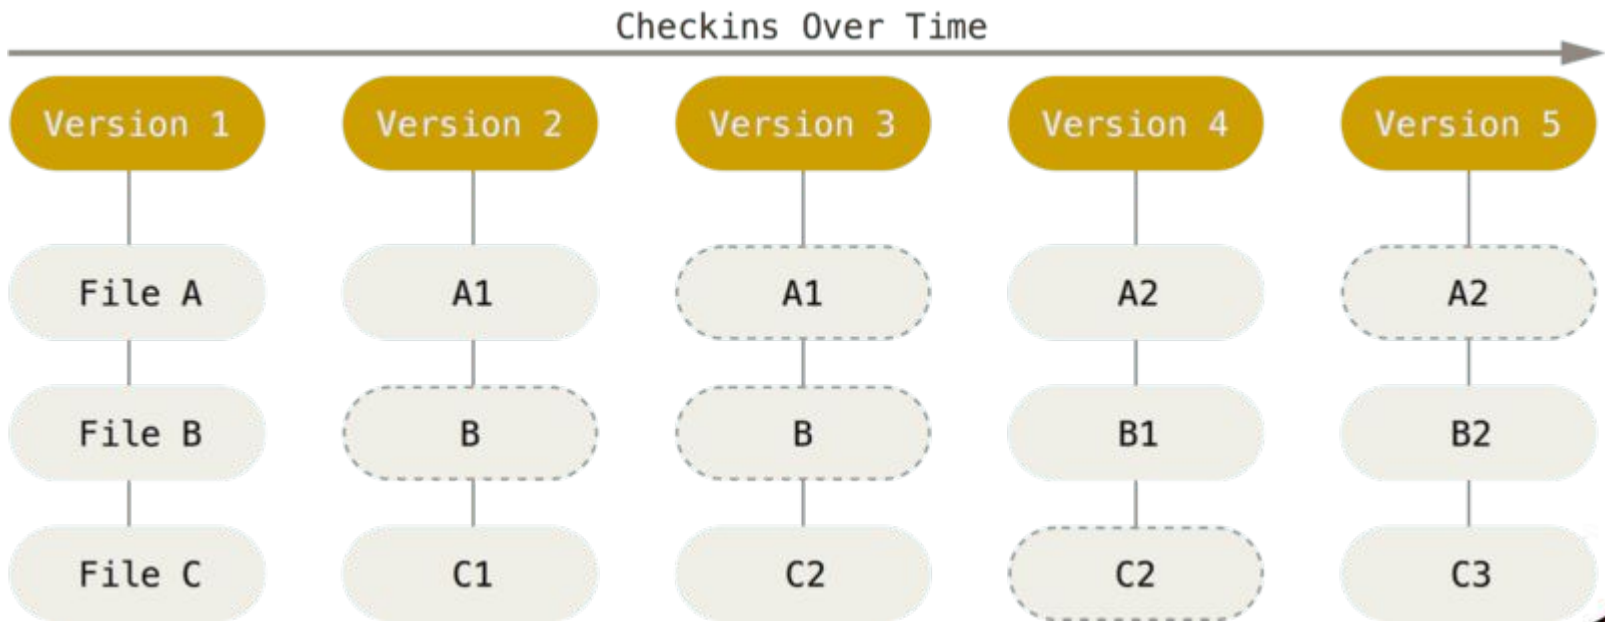 Checkins Over Time
Version 1 Version 2 Version 3 Version 4 Version 5
File A A1 A1 A2 A2
File B B B B1 B2
File C C1 C2 C2 C3